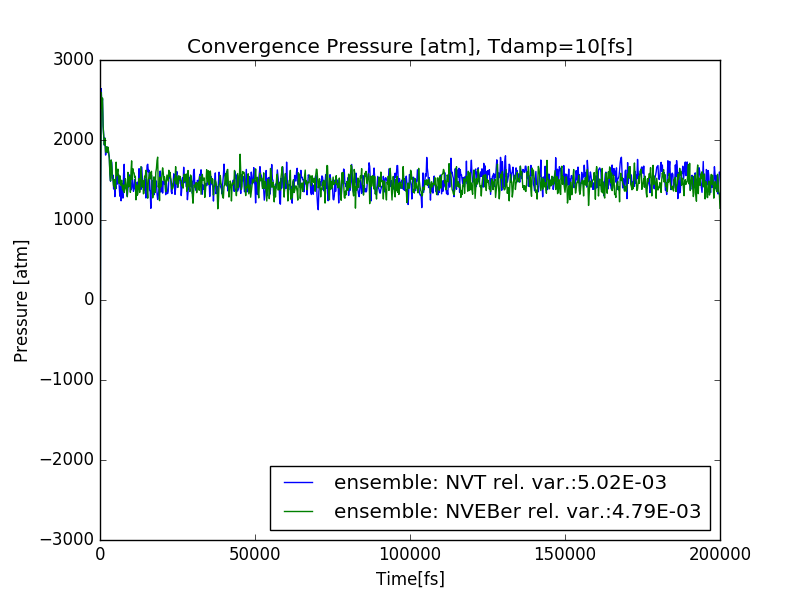 Convergence Pressure [atm], Tdamp=10[fs]
3000
2000
1000
0
−1000
−2000
−3000
Pressure [atm]
ensemble: NVT rel. var.:5.02E-03
ensemble: NVEBer rel. var.:4.79E-03
0 50000 100000 150000 200000
Time[fs]